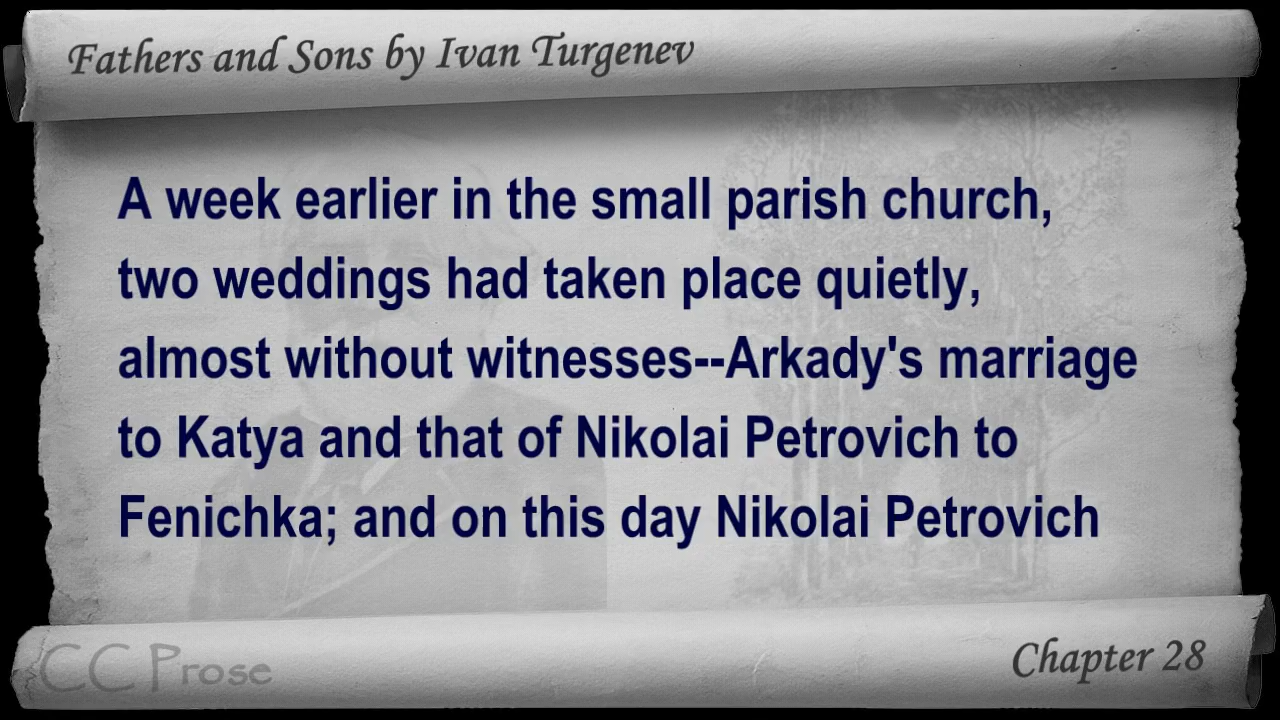 Fathers and Sons by Ivan Turgenev
A week earlier in the small parish church,
two weddings had taken place quietly,
almost without witnesses--Arkady's marriage
to Katya and that of Nikolai Petrovich to
Fenichka; and on this day Nikolai Petrovich
CC Prose
Chapter 28